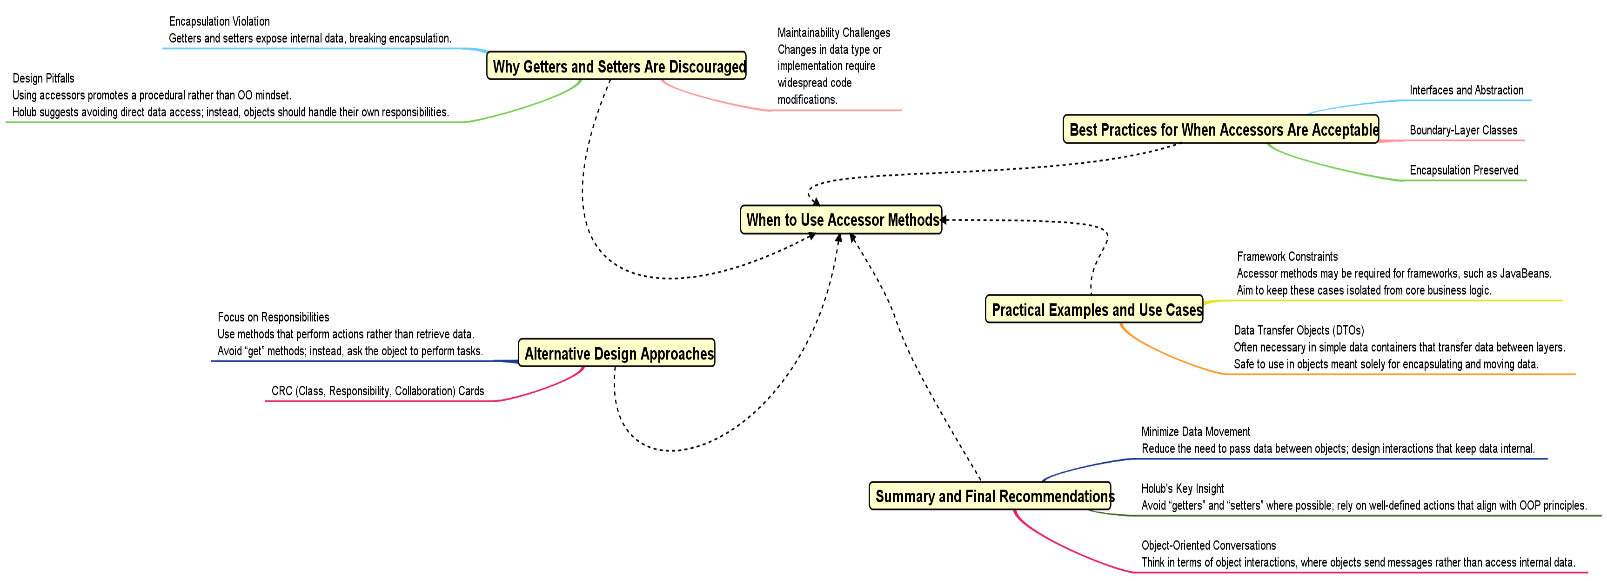 Encapsulation Violation
Getters and setters expose internal data, breaking encapsulation.
Why Getters and Setters Are Discouraged
Design Pitfalls
Using accessors promotes a procedural rather than OO mindset.
Holub suggests avoiding direct data access; instead, objects should handle their own responsibilities.
Maintainability Challenges
Changes in data type or
implementation require
widespread code
modifications.
Interfaces and Abstraction
Best Practices for When Accessors Are Acceptable
Boundary-Layer Classes
Encapsulation Preserved
When to Use Accessor Methods
Framework Constraints
Accessor methods may be required for frameworks, such as JavaBeans.
Aim to keep these cases isolated from core business logic.
Practical Examples and Use Cases
Data Transfer Objects (DTOs)
Often necessary in simple data containers that transfer data between layers.
Safe to use in objects meant solely for encapsulating and moving data.
Focus on Responsibilities
Use methods that perform actions rather than retrieve data.
Avoid “get” methods; instead, ask the object to perform tasks.
Alternative Design Approaches
CRC (Class, Responsibility, Collaboration) Cards
Minimize Data Movement
Reduce the need to pass data between objects; design interactions that keep data internal.
Summary and Final Recommendations
Holub's Key Insight
Avoid “getters” and “setters” where possible; rely on well-defined actions that align with OOP principles.
Object-Oriented Conversations
Think in terms of object interactions, where objects send messages rather than access internal data.